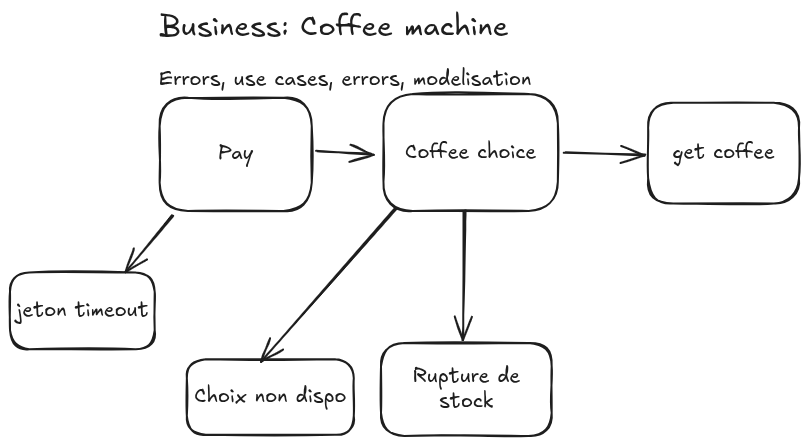 Business: Coffee machine
Errors, use cases, errors, modelisation
Pay
Coffee choice
get coffee
jeton timeout
Choix non dispo
Rupture de
stock